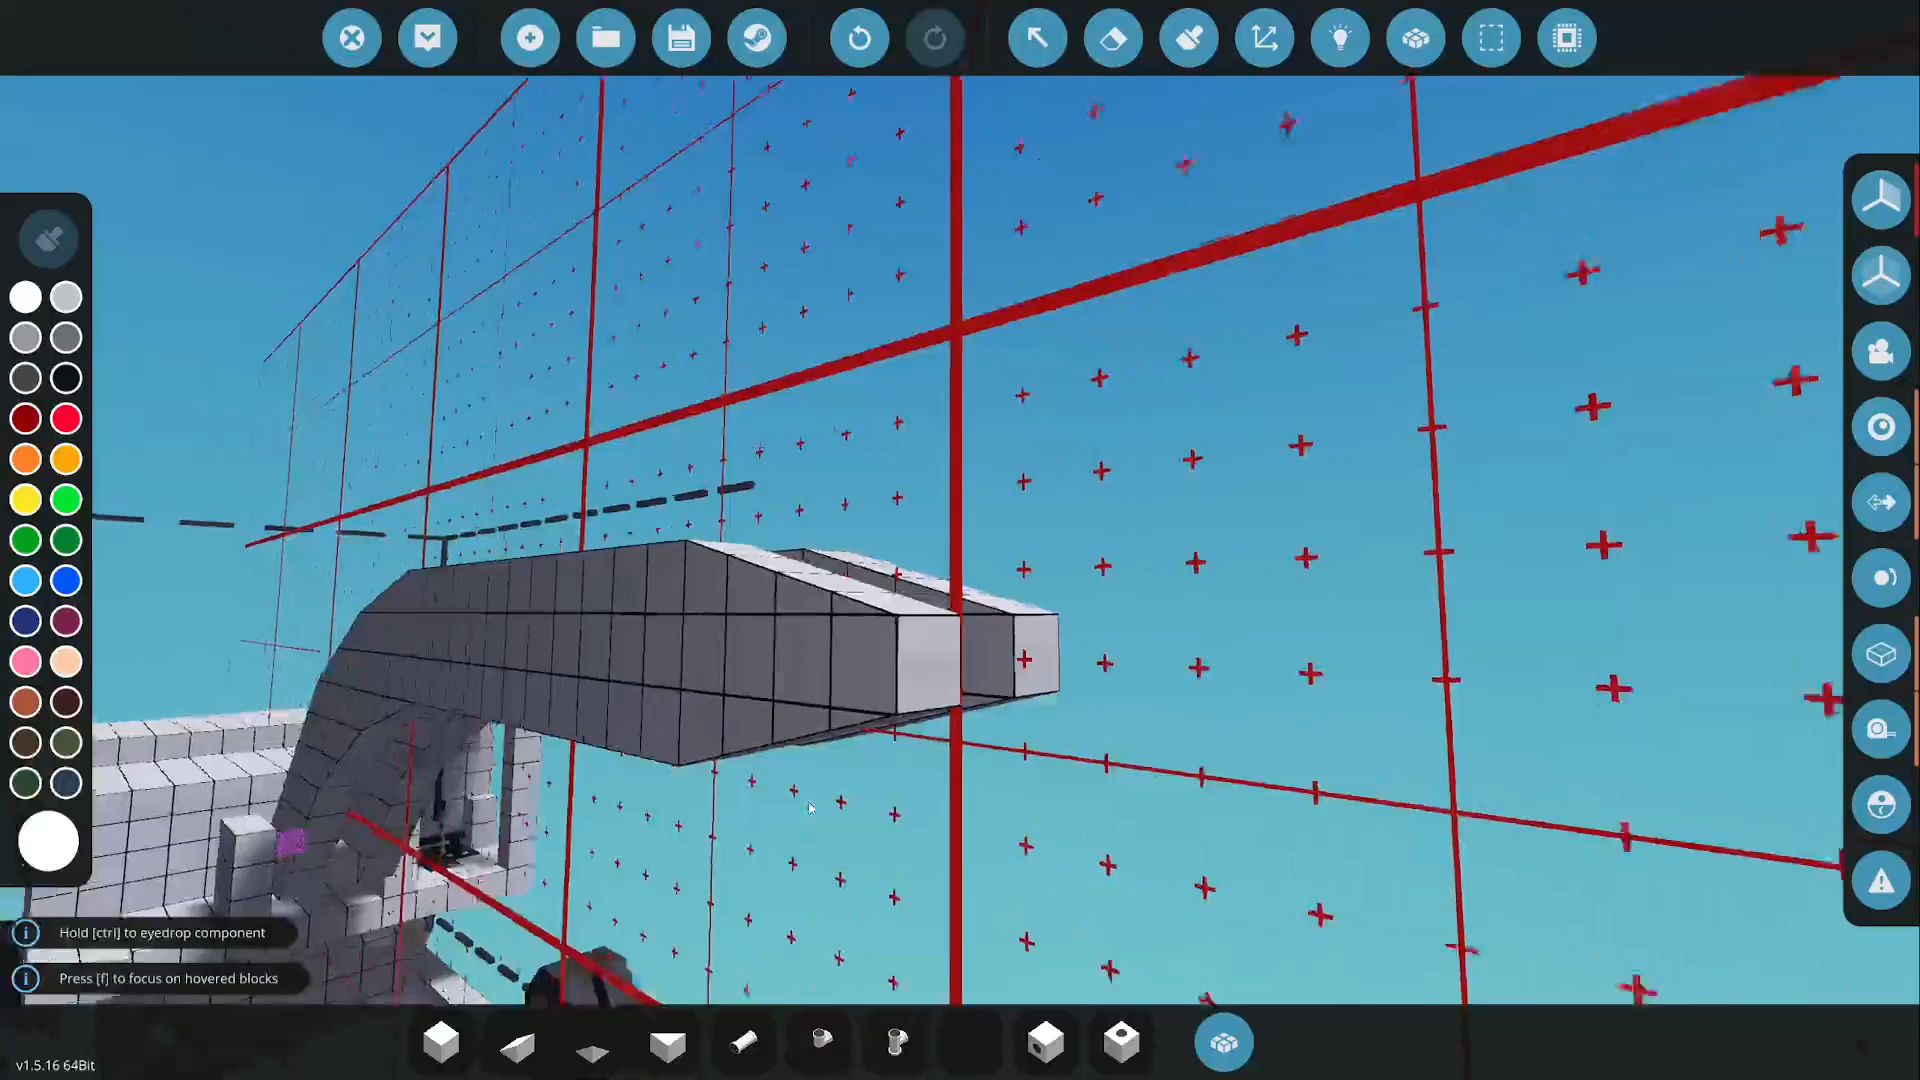 Hold [ctrl] to eyedrop component
Press [f] to focus on hovered blocks
v1.5.16 64Bit